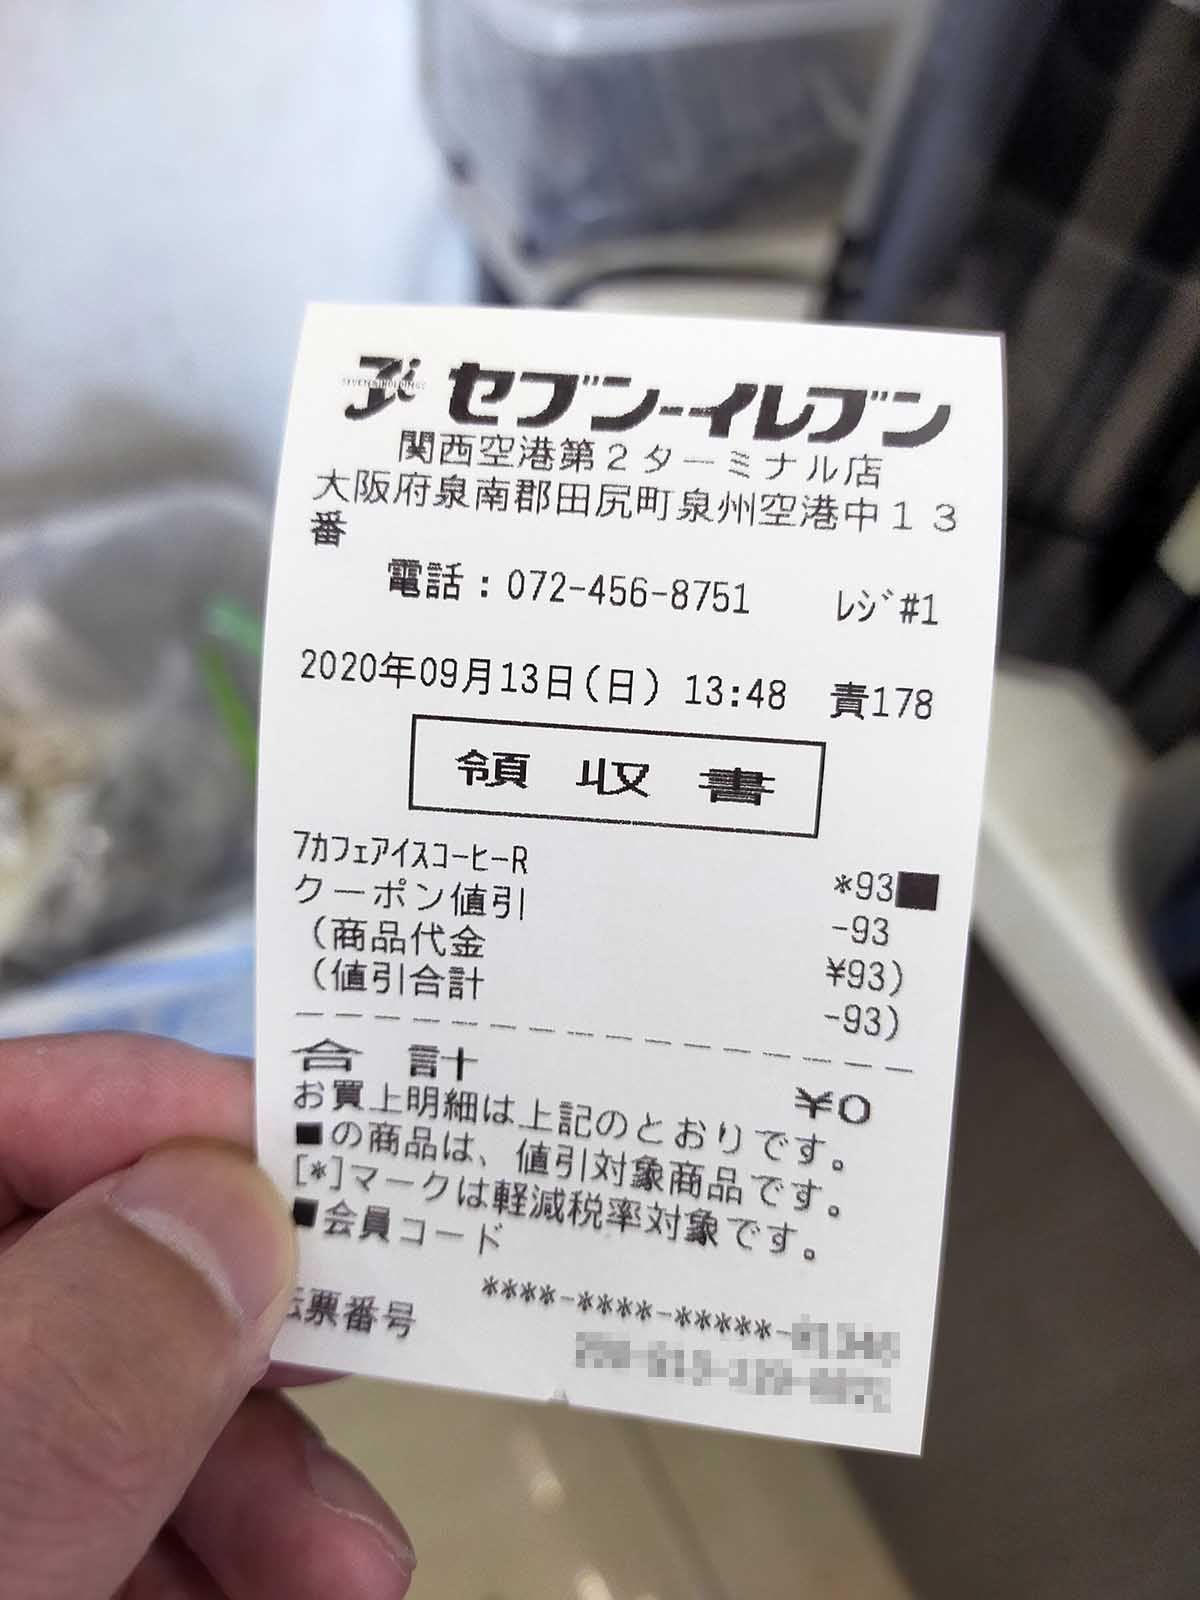 セブン-イレブン
関西空港第2ターミナル店
大阪府泉南郡田尻町泉州空港中13
番
電話:072-456-8751 レジ#1
2020年09月13日(日) 13:48 責178
領収書
7カフェアイスコーヒーR *93■
クーポン値引 -93
(商品代金 ¥93)
(値引合計 -93)
合計 ¥0
お買上明細は上記のとおりです。
■の商品は、値引対象商品です。
[*]マークは軽減税率対象です。
■会員コード
****-****-*****-
票番号